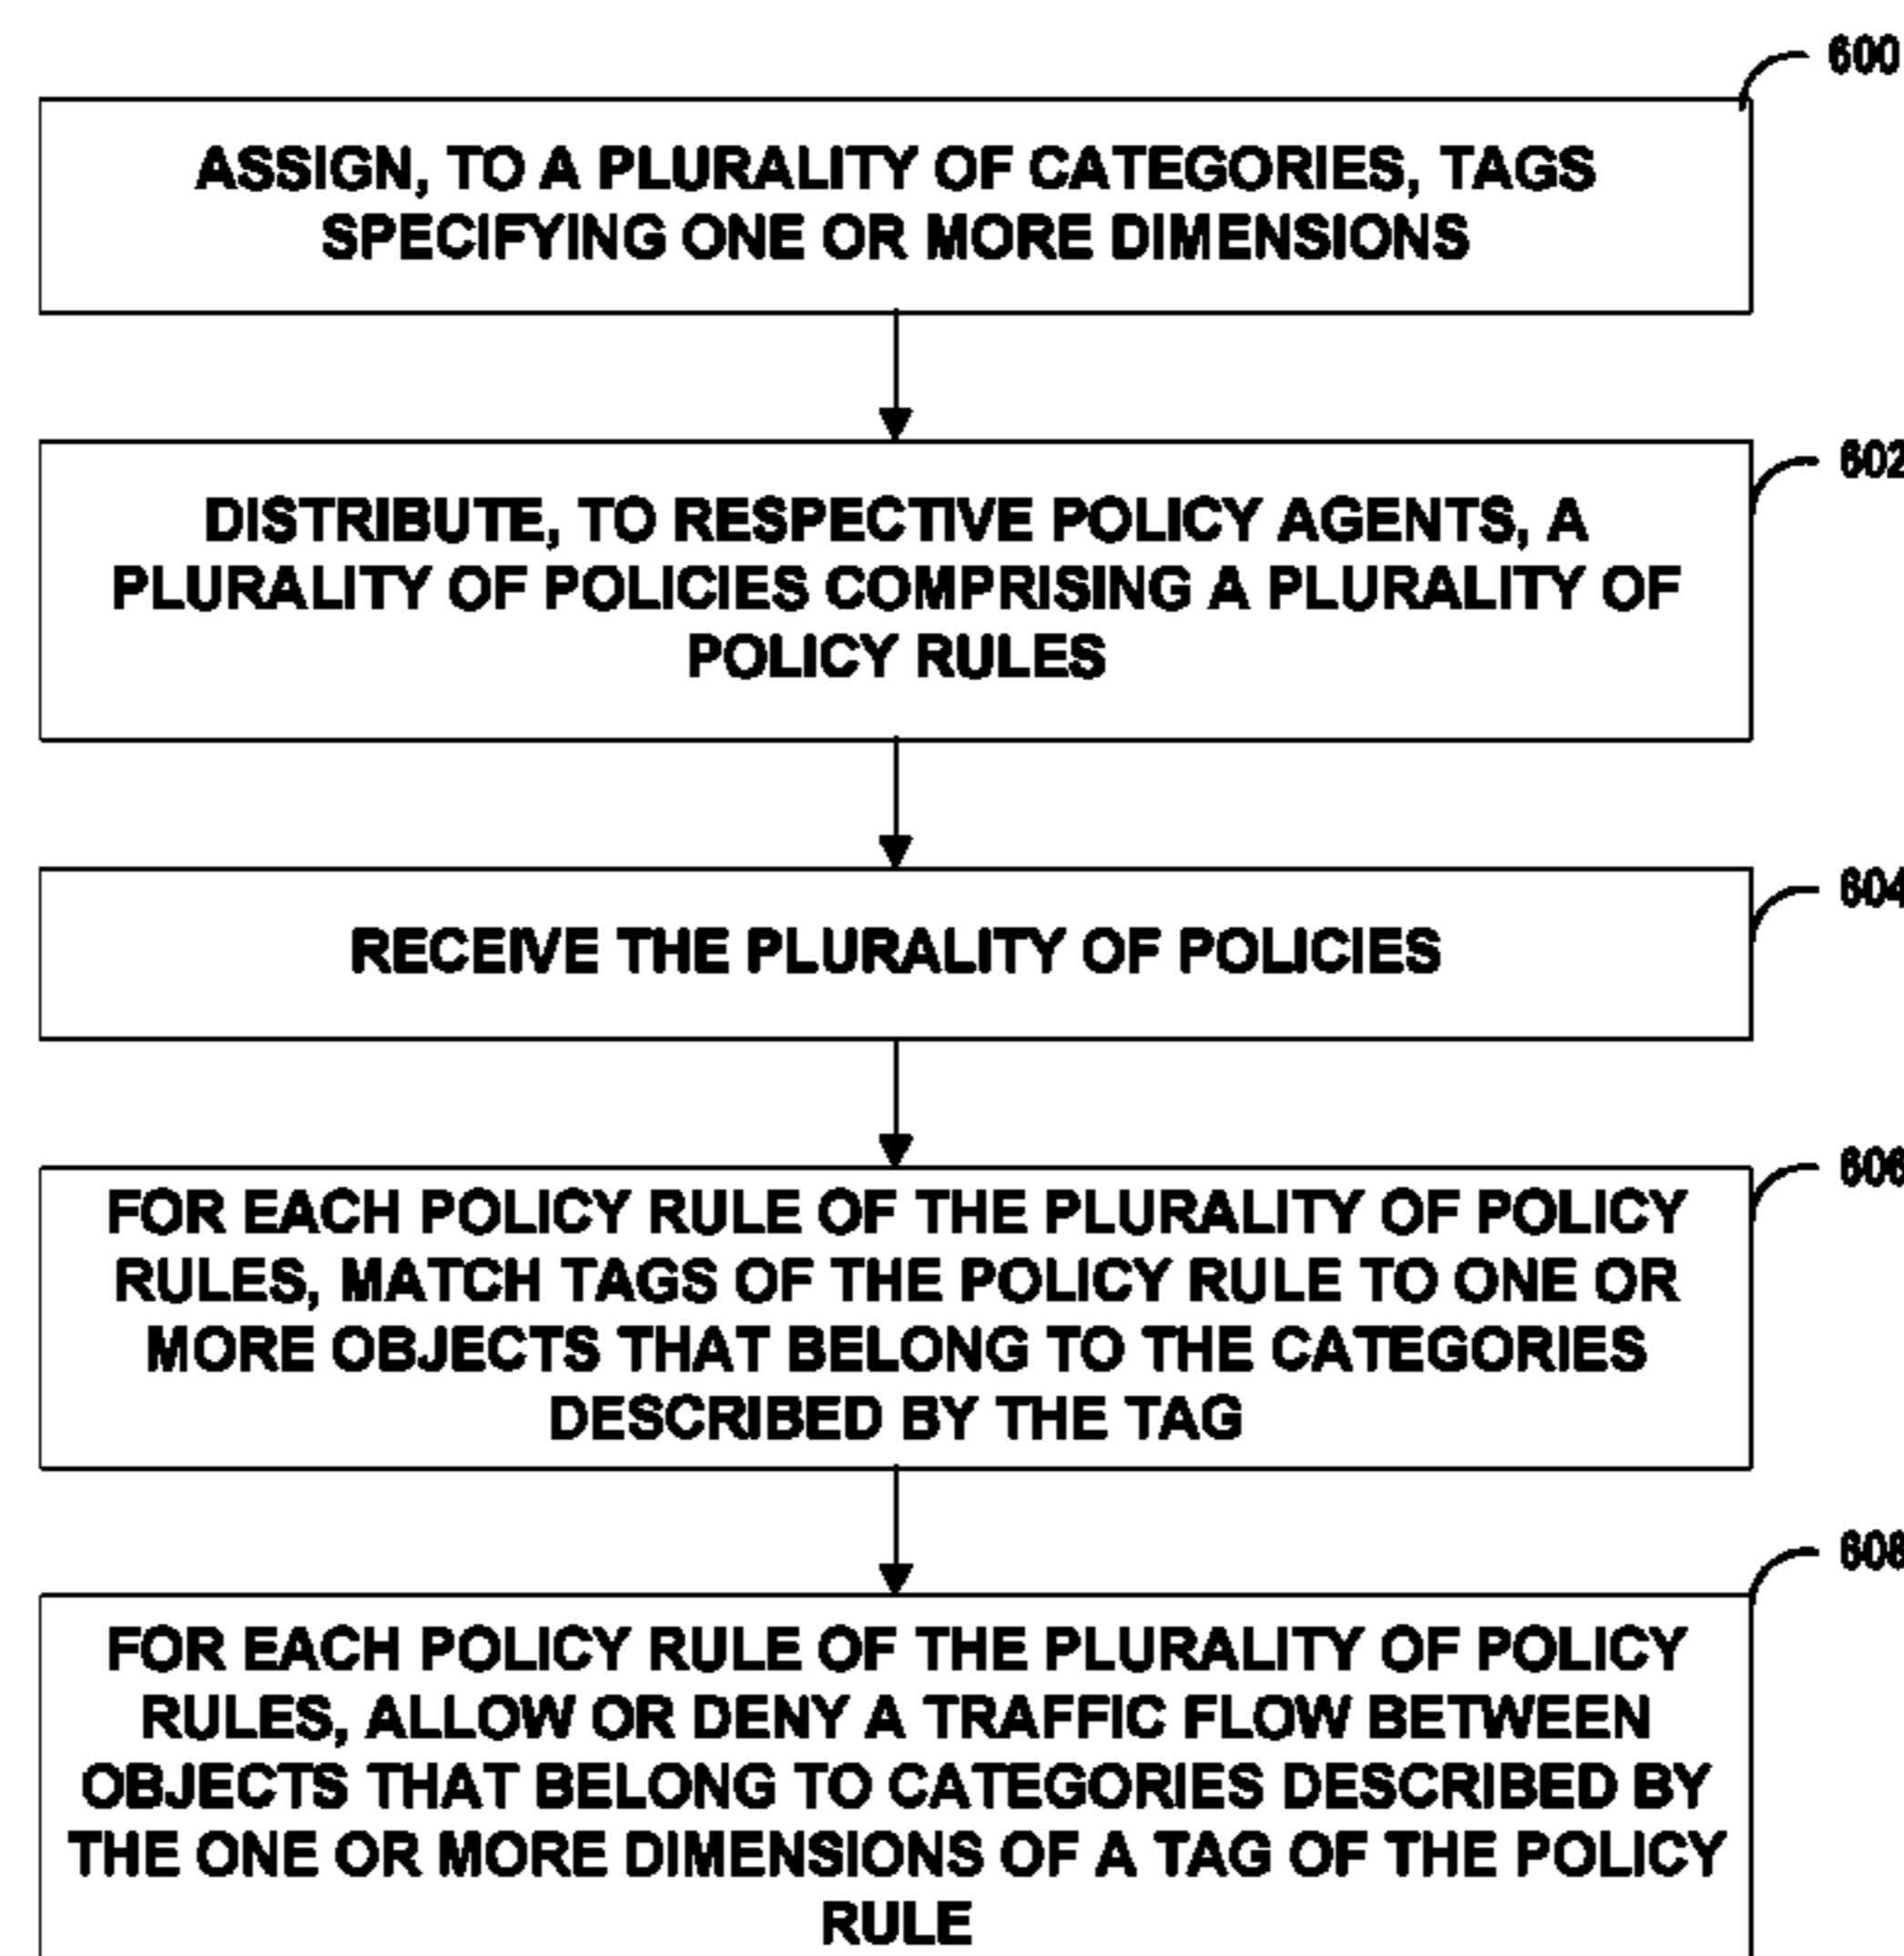 600
ASSIGN, TO A PLURALITY OF CATEGORIES, TAGS
SPECIFYING ONE OR MORE DIMENSIONS
602
DISTRIBUTE, TO RESPECTIVE POLICY AGENTS, A
PLURALITY OF POLICIES COMPRISING A PLURALITY OF
POLICY RULES
604
RECEIVE THE PLURALITY OF POLICIES
606
FOR EACH POLICY RULE OF THE PLURALITY OF POLICY
RULES, MATCH TAGS OF THE POLICY RULE TO ONE OR
MORE OBJECTS THAT BELONG TO THE CATEGORIES
DESCRIBED BY THE TAG
608
FOR EACH POLICY RULE OF THE PLURALITY OF POLICY
RULES, ALLOW OR DENY A TRAFFIC FLOW BETWEEN
OBJECTS THAT BELONG TO CATEGORIES DESCRIBED BY
THE ONE OR MORE DIMENSIONS OF A TAG OF THE POLICY
RULE